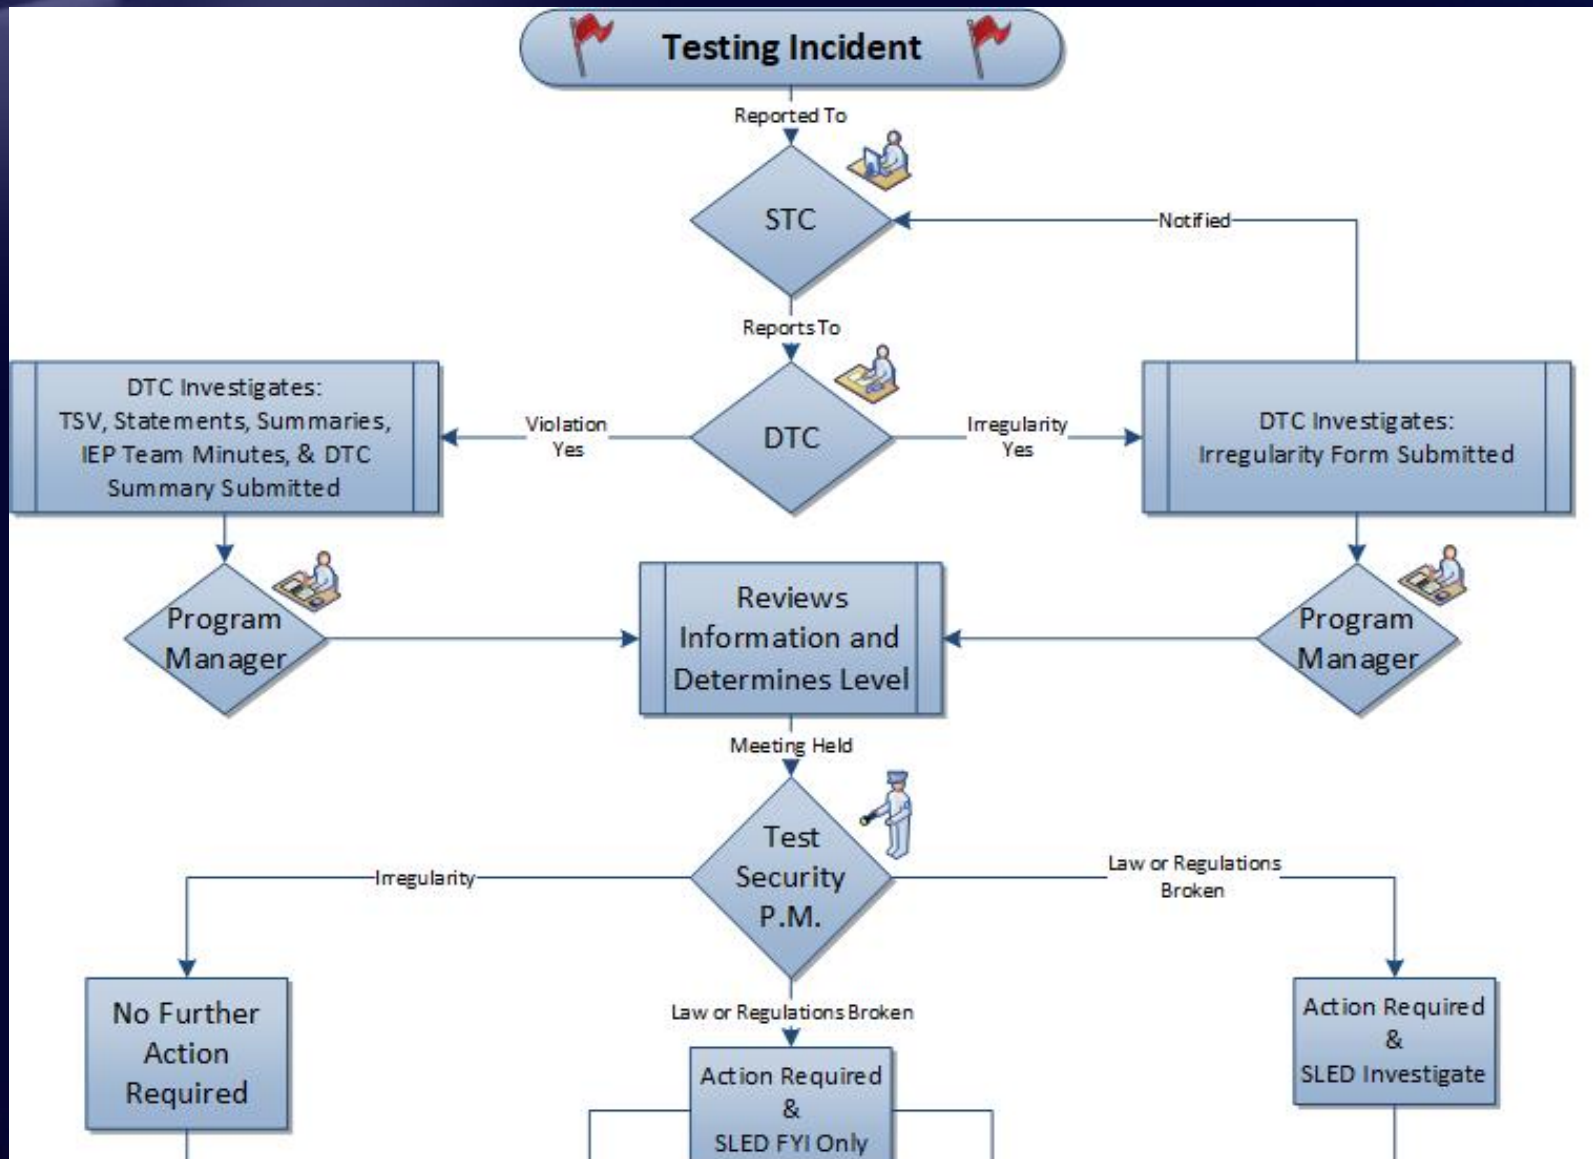 Testing Incident
Reported To
STC
Notified
Reports To
DTC Investigates:
TSV, Statements, Summaries,
IEP Team Minutes, & DTC
Summary Submitted
Violation
Yes
DTC
Irregularity
Yes
DTC Investigates:
Irregularity Form Submitted
Program
Manager
Reviews
Information and
Determines Level
Program
Manager
Meeting Held
Test
Security
P.M.
Irregularity
Law or Regulations
Broken
Law or Regulations Broken
No Further
Action
Required
Action Required
&
SLED FYI Only
Action Required
&
SLED Investigate